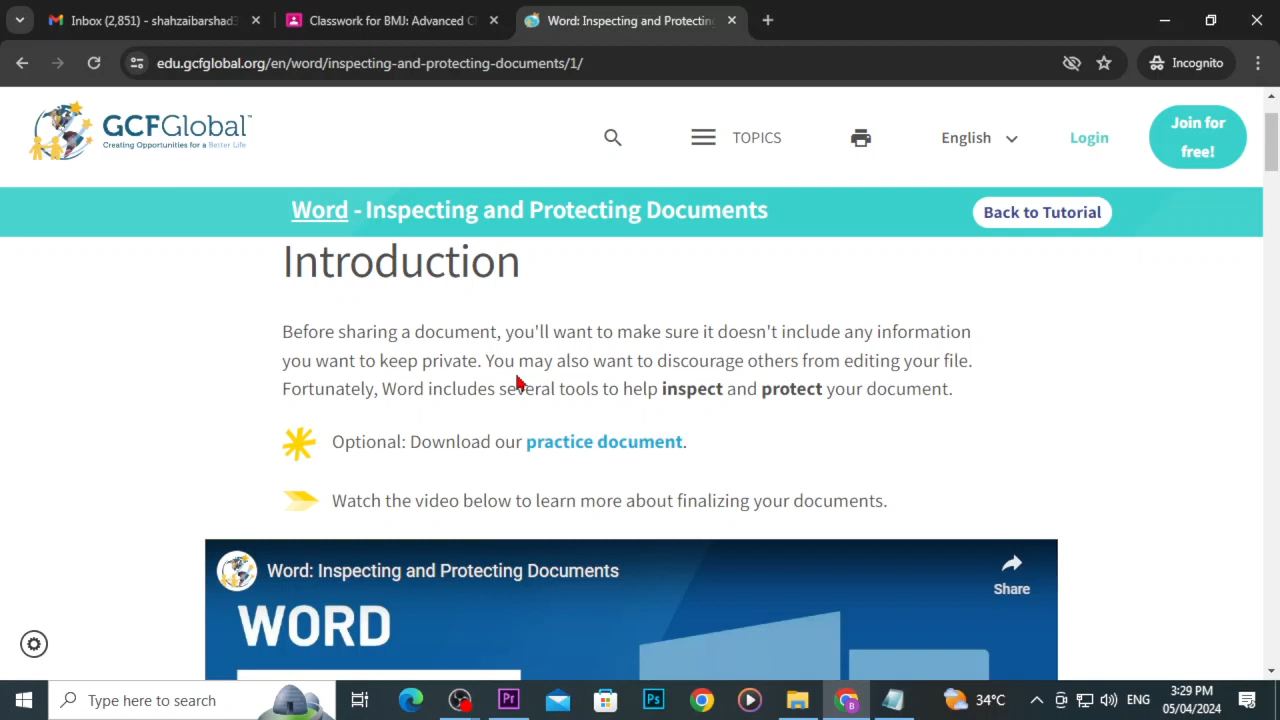 Inbox (2,851) - shahzaibarshad3
Classwork for BMJ: Advanced C
Word: Inspecting and Protectin
edu.gcfglobal.org/en/word/inspecting-and-protecting-documents/1/
Incognito
GCFGlobal
Creating Opportunities for a Better Life
TOPICS
English
Login
Join for
free!
Word - Inspecting and Protecting Documents
Back to Tutorial
Introduction
Before sharing a document, you'll want to make sure it doesn't include any information
you want to keep private. You may also want to discourage others from editing your file.
Fortunately, Word includes several tools to help inspect and protect your document.
Optional: Download our practice document.
Watch the video below to learn more about finalizing your documents.
Word: Inspecting and Protecting Documents
Share
WORD
Type here to search
Pr
Ps
B
34°C
ENG
3:29 PM
05/04/2024